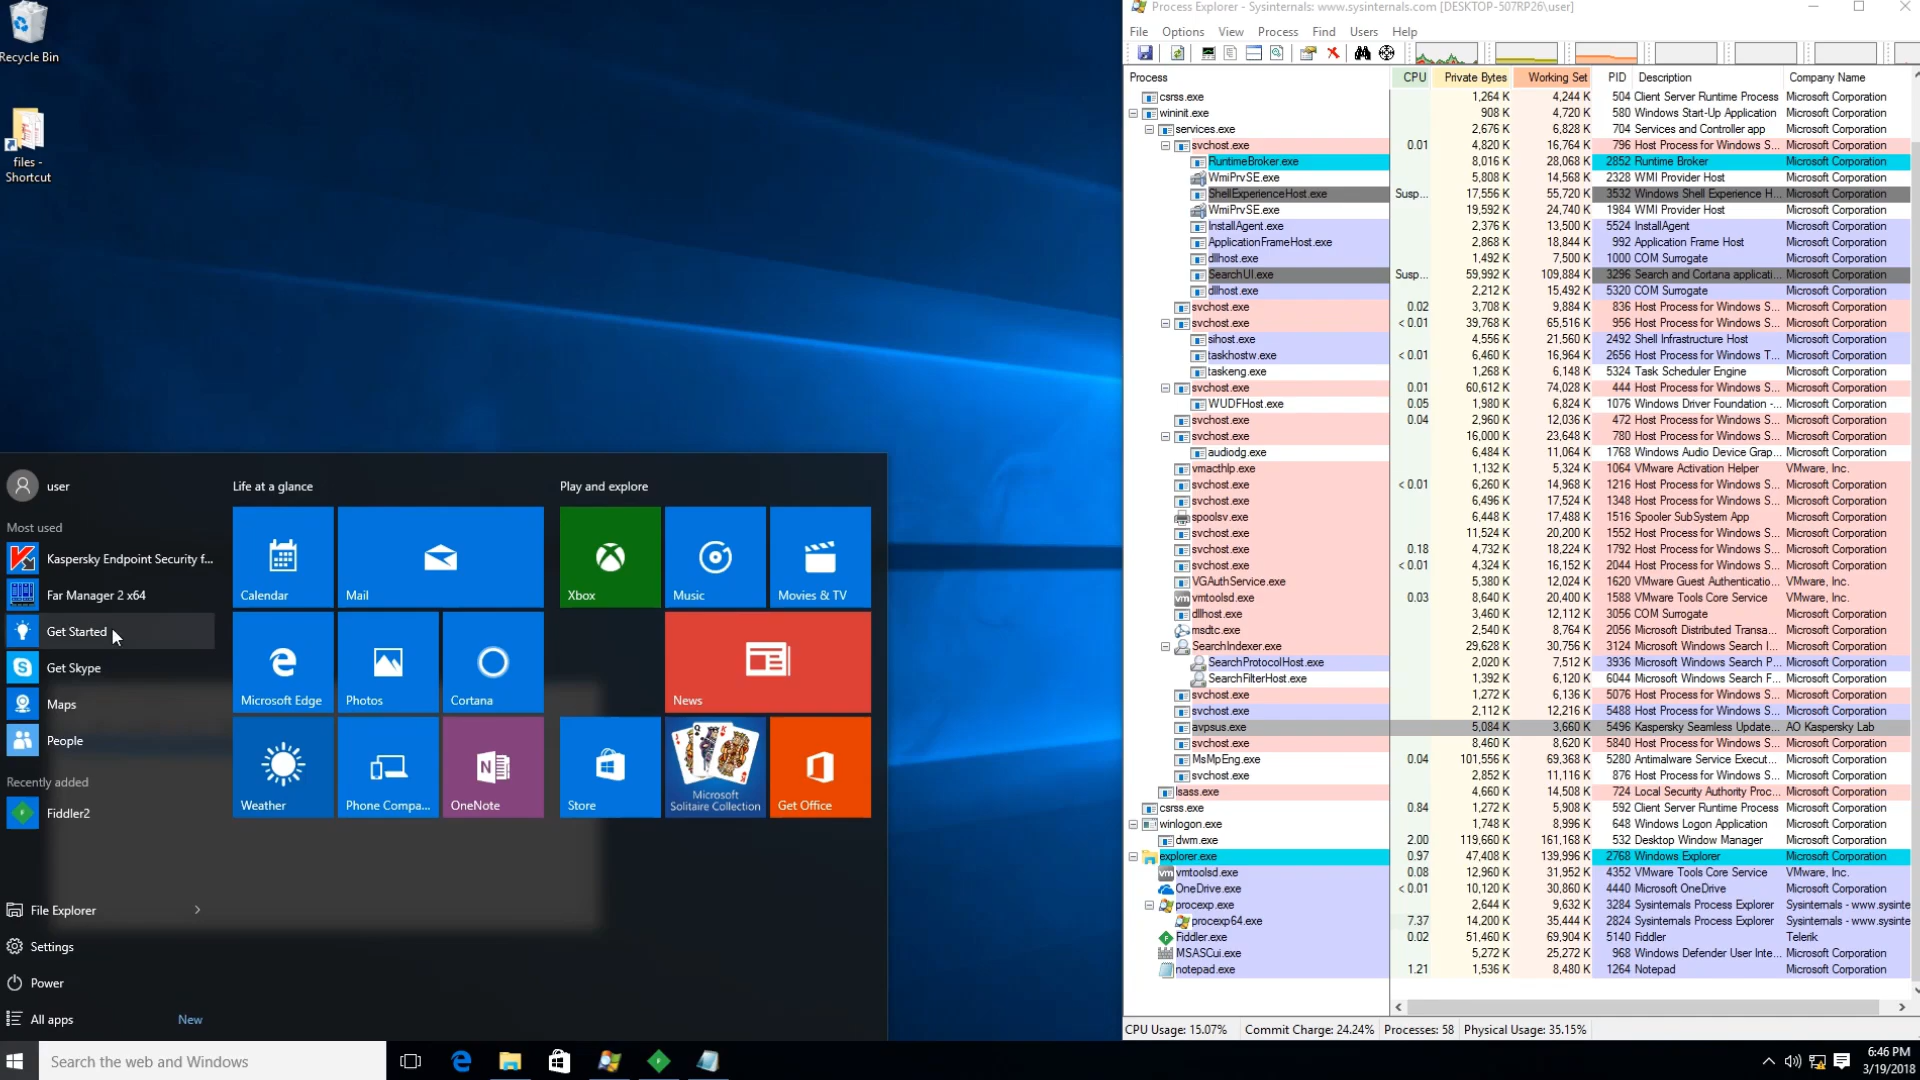 Recycle Bin
files -
Shortcut
user
Most used
Kaspersky Endpoint Security f...
Far Manager 2 x64
Get Started
Get Skype
Maps
People
Recently added
Fiddler2
File Explorer
Settings
Power
All apps New
Life at a glance
Calendar
Mail
Microsoft Edge
Photos
Cortana
Weather
Phone Compa...
OneNote
Play and explore
Xbox
Music
Movies & TV
News
Store
Microsoft
Solitaire Collection
Get Office
Search the web and Windows
Process Explorer - Sysinternals: www.sysinternals.com [DESKTOP-507RP26\user]
File Options View Process Find Users Help
Process CPU Private Bytes Working Set PID Description Company Name
csrss.exe 1,264 K 4,244 K 504 Client Server Runtime Process Microsoft Corporation
wininit.exe 908 K 4,720 K 580 Windows Start-Up Application Microsoft Corporation
services.exe 2,676 K 6,828 K 704 Services and Controller app Microsoft Corporation
svchost.exe 0.01 4,820 K 16,764 K 796 Host Process for Windows S... Microsoft Corporation
RuntimeBroker.exe 8,016 K 28,068 K 2852 Runtime Broker Microsoft Corporation
WmiPrvSE.exe 5,808 K 14,568 K 2328 WMI Provider Host Microsoft Corporation
ShellExperienceHost.exe Susp... 17,556 K 55,720 K 3532 Windows Shell Experience H... Microsoft Corporation
WmiPrvSE.exe 19,592 K 24,740 K 1984 WMI Provider Host Microsoft Corporation
InstallAgent.exe 2,376 K 13,500 K 5524 InstallAgent Microsoft Corporation
ApplicationFrameHost.exe 2,868 K 18,844 K 992 Application Frame Host Microsoft Corporation
dllhost.exe 1,492 K 7,500 K 1000 COM Surrogate Microsoft Corporation
SearchUI.exe Susp... 59,992 K 109,884 K 3296 Search and Cortana applicati... Microsoft Corporation
dllhost.exe 2,212 K 15,492 K 5320 COM Surrogate Microsoft Corporation
svchost.exe 0.02 3,708 K 9,884 K 836 Host Process for Windows S... Microsoft Corporation
svchost.exe < 0.01 39,768 K 65,516 K 956 Host Process for Windows S... Microsoft Corporation
sihost.exe 4,556 K 21,560 K 2492 Shell Infrastructure Host Microsoft Corporation
taskhostw.exe < 0.01 6,460 K 16,964 K 2656 Host Process for Windows T... Microsoft Corporation
taskeng.exe 1,268 K 6,148 K 5324 Task Scheduler Engine Microsoft Corporation
svchost.exe 0.01 60,612 K 74,028 K 444 Host Process for Windows S... Microsoft Corporation
WUDFHost.exe 0.05 1,980 K 6,824 K 1076 Windows Driver Foundation -... Microsoft Corporation
svchost.exe 0.04 2,960 K 12,036 K 472 Host Process for Windows S... Microsoft Corporation
svchost.exe 16,000 K 23,648 K 780 Host Process for Windows S... Microsoft Corporation
audiodg.exe 6,484 K 11,064 K 1768 Windows Audio Device Grap... Microsoft Corporation
vmacthlp.exe 1,132 K 5,324 K 1064 VMware Activation Helper VMware, Inc.
svchost.exe < 0.01 6,260 K 14,968 K 1216 Host Process for Windows S... Microsoft Corporation
svchost.exe 6,496 K 17,524 K 1348 Host Process for Windows S... Microsoft Corporation
spoolsv.exe 6,448 K 17,488 K 1516 Spooler SubSystem App Microsoft Corporation
svchost.exe 11,524 K 20,200 K 1552 Host Process for Windows S... Microsoft Corporation
svchost.exe 0.18 4,732 K 18,224 K 1792 Host Process for Windows S... Microsoft Corporation
svchost.exe < 0.01 4,324 K 16,152 K 2044 Host Process for Windows S... Microsoft Corporation
VGAuthService.exe 5,380 K 12,024 K 1620 VMware Guest Authenticatio... VMware, Inc.
vmtoolsd.exe 0.03 8,640 K 20,400 K 1588 VMware Tools Core Service VMware, Inc.
dllhost.exe 3,460 K 12,112 K 3056 COM Surrogate Microsoft Corporation
msdtc.exe 2,540 K 8,764 K 2056 Microsoft Distributed Transa... Microsoft Corporation
SearchIndexer.exe 29,628 K 30,756 K 3124 Microsoft Windows Search I... Microsoft Corporation
SearchProtocolHost.exe 2,020 K 7,512 K 3936 Microsoft Windows Search P... Microsoft Corporation
SearchFilterHost.exe 1,392 K 6,120 K 6044 Microsoft Windows Search F... Microsoft Corporation
svchost.exe 1,272 K 6,136 K 5076 Host Process for Windows S... Microsoft Corporation
svchost.exe 2,112 K 12,216 K 5488 Host Process for Windows S... Microsoft Corporation
avpsus.exe 5,084 K 3,660 K 5496 Kaspersky Seamless Update... AO Kaspersky Lab
svchost.exe 8,460 K 8,620 K 5840 Host Process for Windows S... Microsoft Corporation
MsMpEng.exe 0.04 101,556 K 69,368 K 5280 Antimalware Service Execut... Microsoft Corporation
svchost.exe 2,852 K 11,116 K 876 Host Process for Windows S... Microsoft Corporation
lsass.exe 4,660 K 14,508 K 724 Local Security Authority Proc... Microsoft Corporation
csrss.exe 0.84 1,272 K 5,908 K 592 Client Server Runtime Process Microsoft Corporation
winlogon.exe 1,748 K 8,996 K 648 Windows Logon Application Microsoft Corporation
dwm.exe 2.00 119,660 K 161,168 K 532 Desktop Window Manager Microsoft Corporation
explorer.exe 0.97 47,408 K 139,996 K 2768 Windows Explorer Microsoft Corporation
vmtoolsd.exe 0.08 12,960 K 31,952 K 4352 VMware Tools Core Service VMware, Inc.
OneDrive.exe < 0.01 10,120 K 30,860 K 4440 Microsoft OneDrive Microsoft Corporation
procexp.exe 2,644 K 9,632 K 3284 Sysinternals Process Explorer Sysinternals - www.sysinte
procexp64.exe 7.37 14,200 K 35,444 K 2824 Sysinternals Process Explorer Sysinternals - www.sysinte
Fiddler.exe 0.02 51,460 K 69,904 K 5140 Fiddler Telerik
MSASCui.exe 5,272 K 25,272 K 968 Windows Defender User Inte... Microsoft Corporation
notepad.exe 1.21 1,536 K 8,480 K 1264 Notepad Microsoft Corporation
CPU Usage: 15.07% Commit Charge: 24.24% Processes: 58 Physical Usage: 35.15%
6:46 PM
3/19/2018